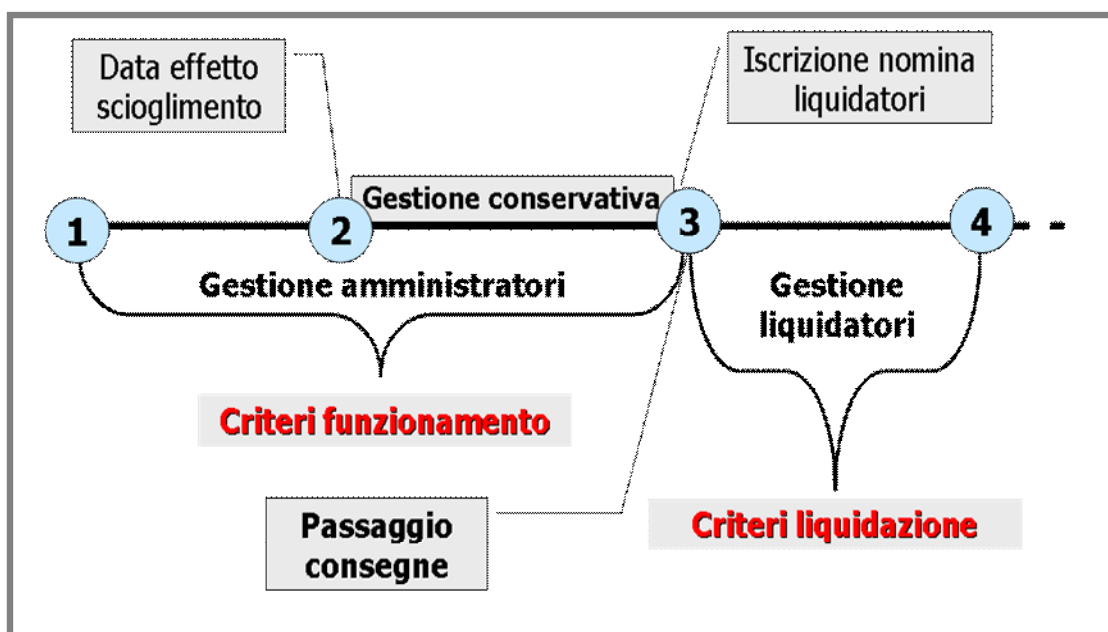 Data effetto
scioglimento
Iscrizione nomina
liquidatori
Gestione conservativa
1
2
3
4
Gestione amministratori
Gestione
liquidatori
Criteri funzionamento
Passaggio
consegne
Criteri liquidazione